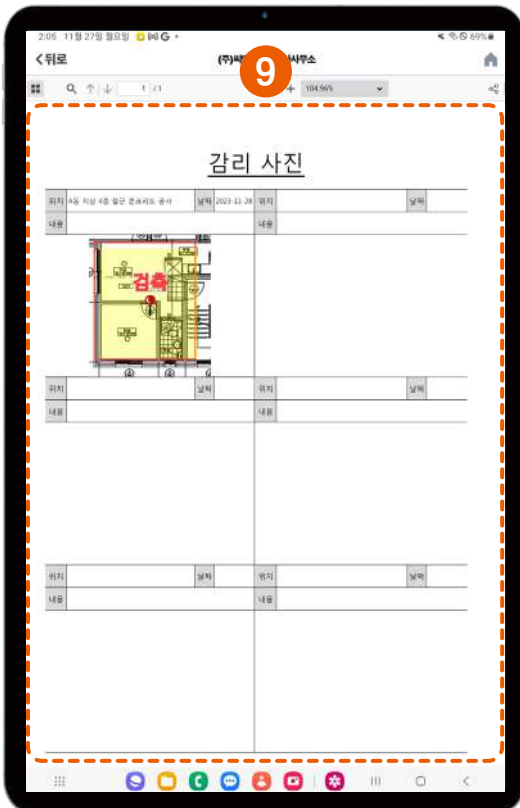 2:05 11월 27일 월요일 G • 69%
뒤로 (주)
9
1 / 1 + 104.96%
감리 사진
위치 A동 지상 4층 철근 콘크리트 공사 날짜 2023-11-28 위치 날짜
내용 내용
검측
위치 날짜 위치 날짜
내용 내용
위치 날짜 위치 날짜
내용 내용